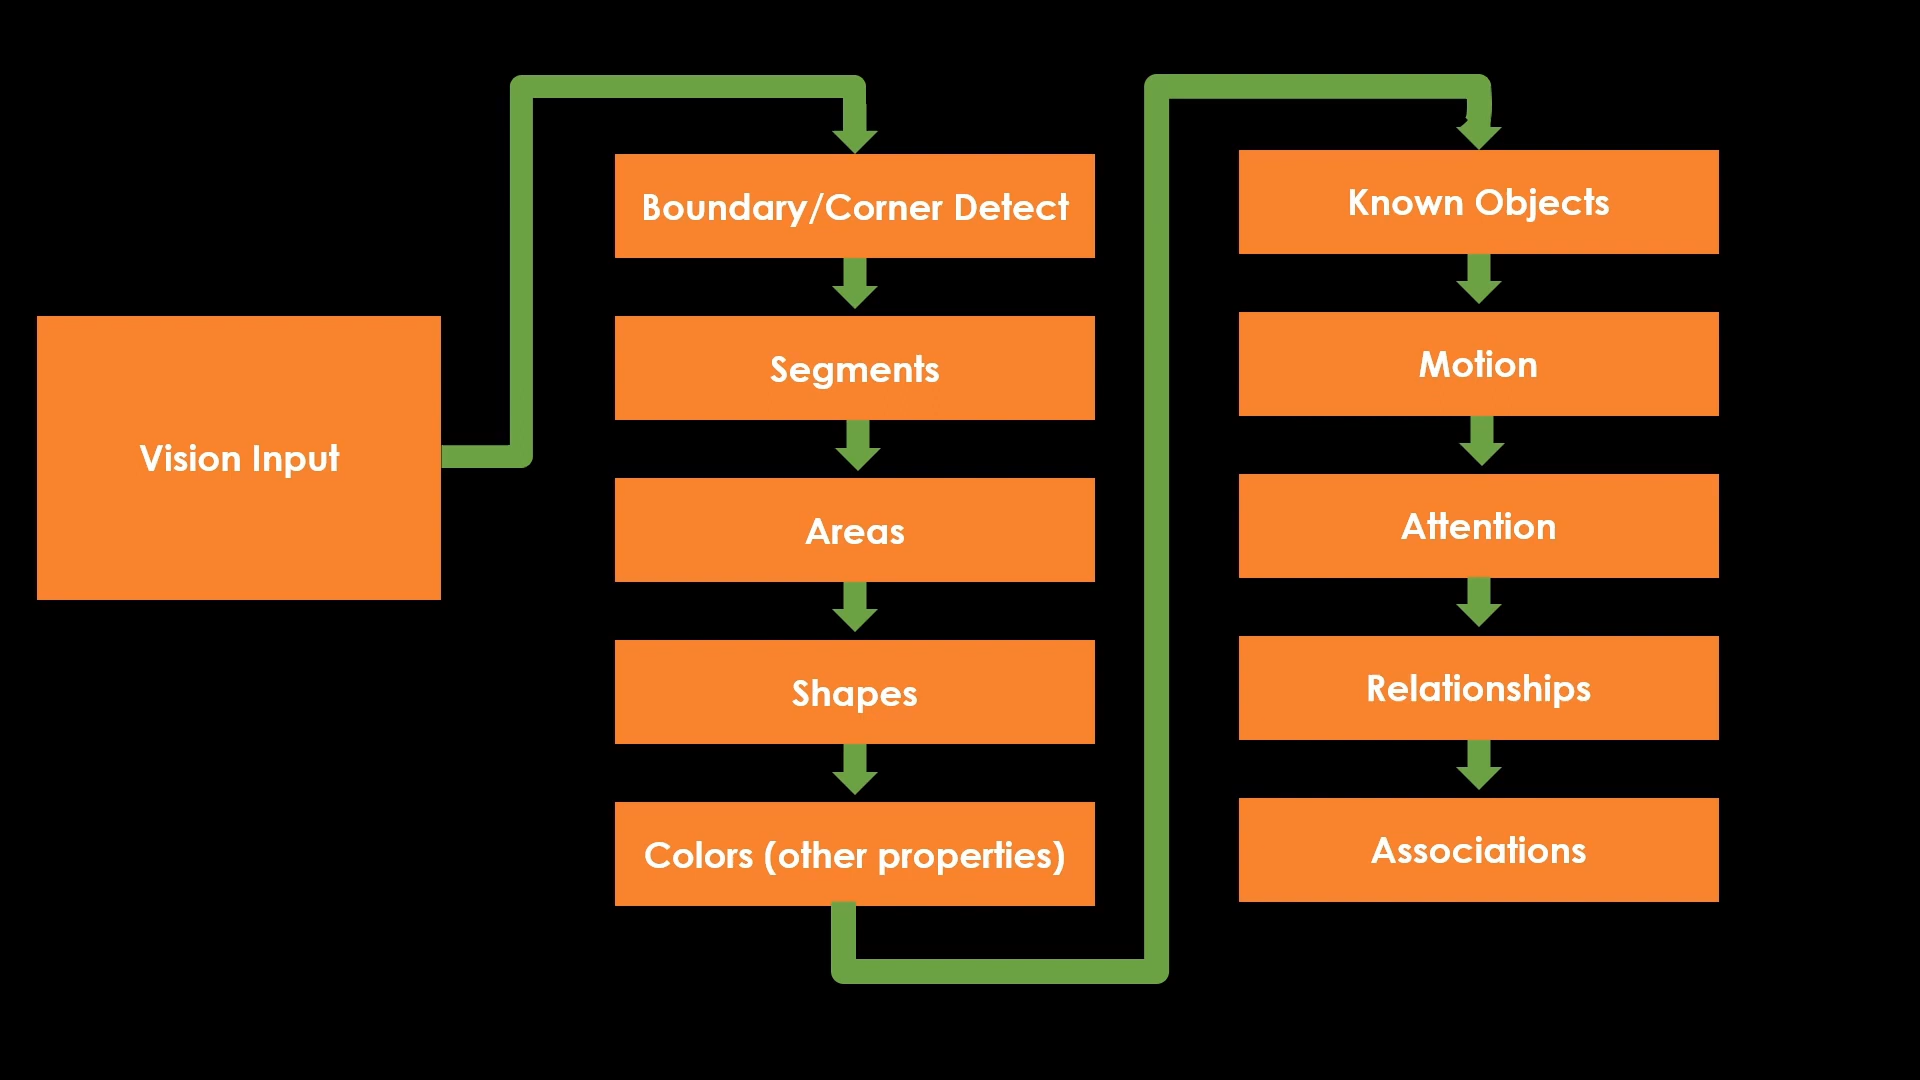 Vision Input
Boundary/Corner Detect
Segments
Areas
Shapes
Colors (other properties)
Known Objects
Motion
Attention
Relationships
Associations